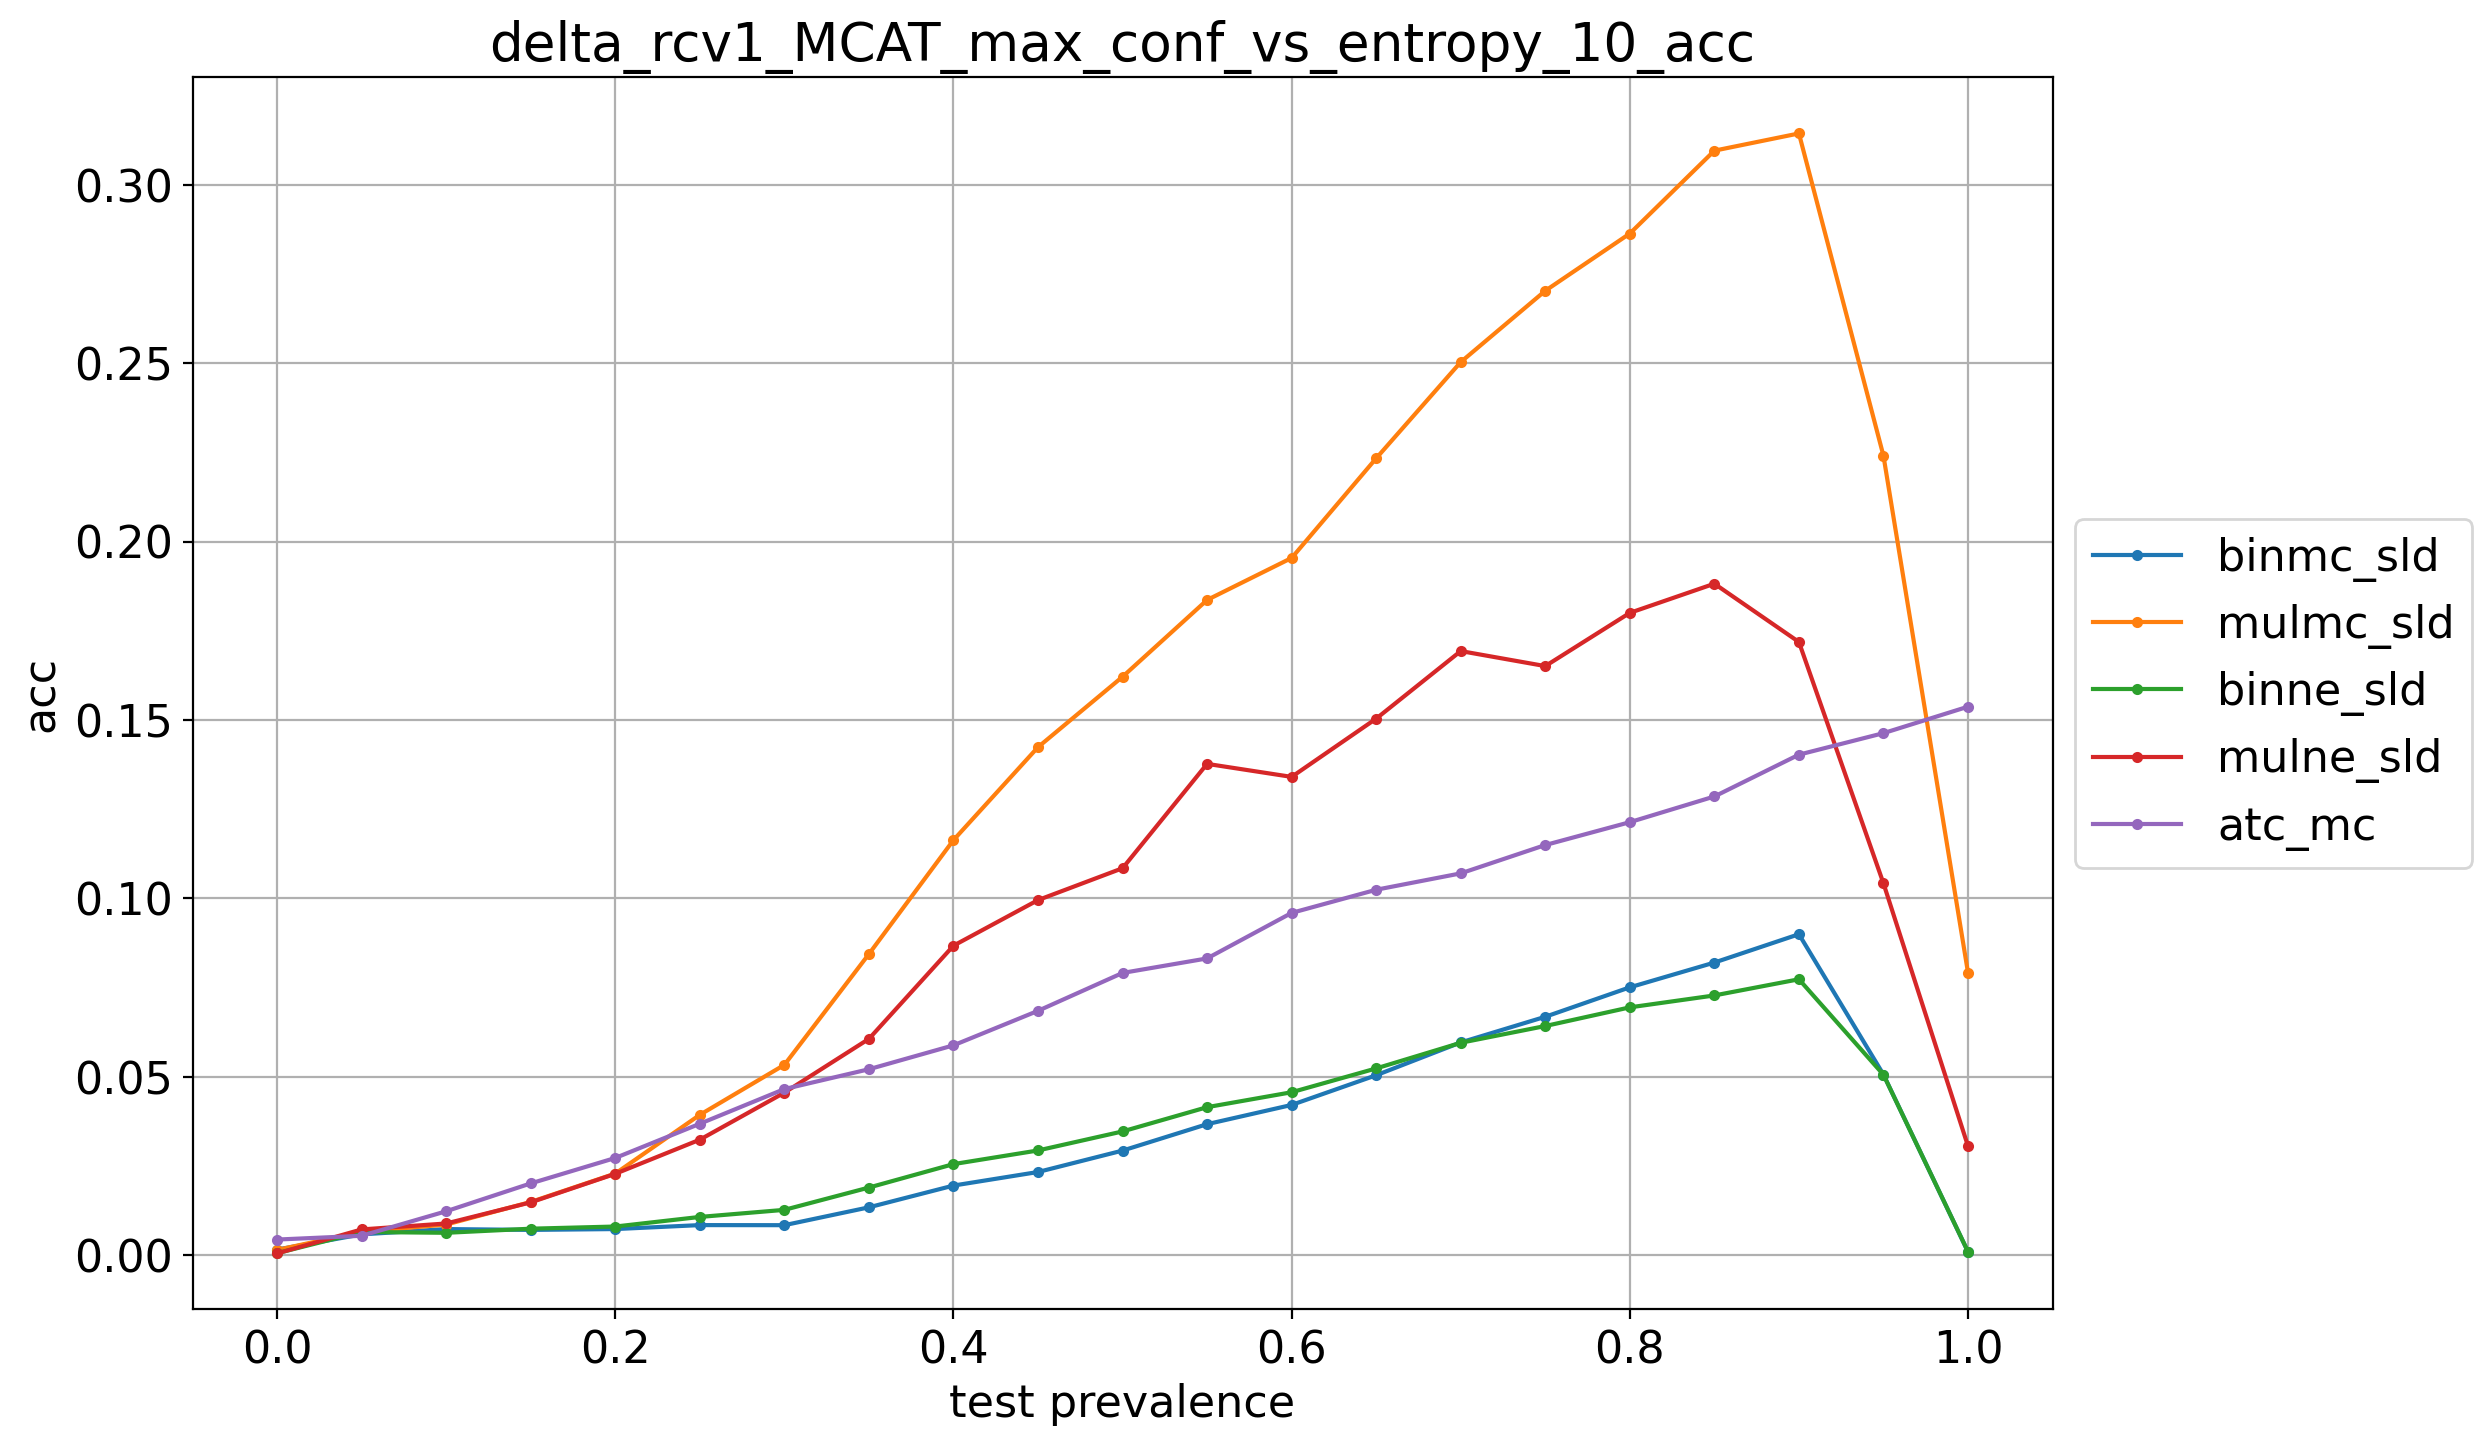 delta_rcv1_MCAT_max_conf_vs_entropy_10_acc
acc
0.30
0.25
0.20
0.15
0.10
0.05
0.00
0.0 0.2 0.4 0.6 0.8 1.0
test prevalence
binmc_sld
mulmc_sld
binne_sld
mulne_sld
atc_mc